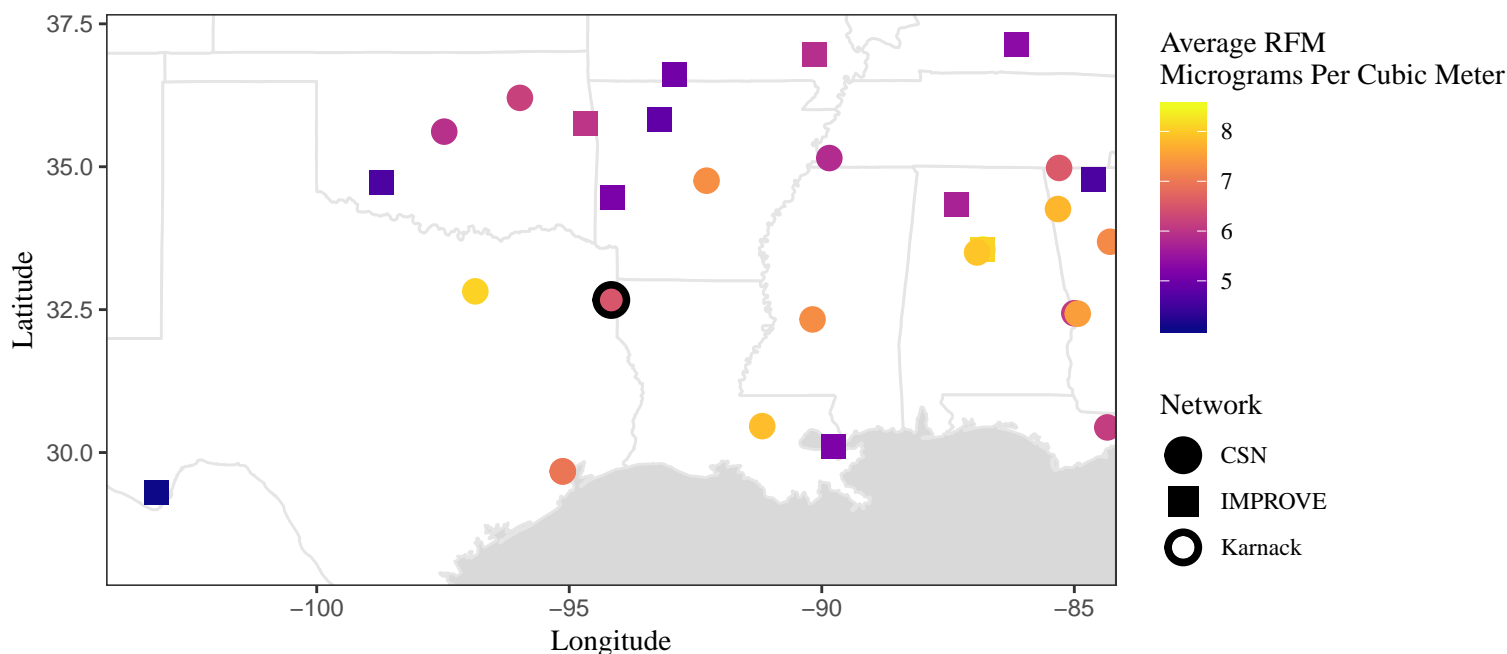 37.5
35.0
32.5
30.0
Latitude
−100
−95
−90
−85
Longitude
Average RFM
Micrograms Per Cubic Meter
8
7
6
5
Network
CSN
IMPROVE
Karnack